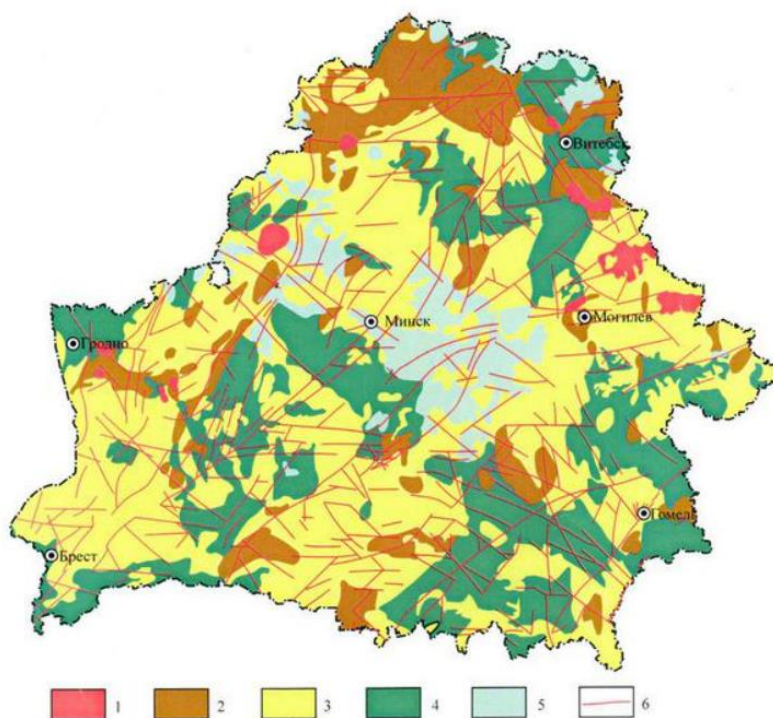 Витебск
Минск
Могилев
Гродно
Гомель
Брест
1 2 3 4 5 6